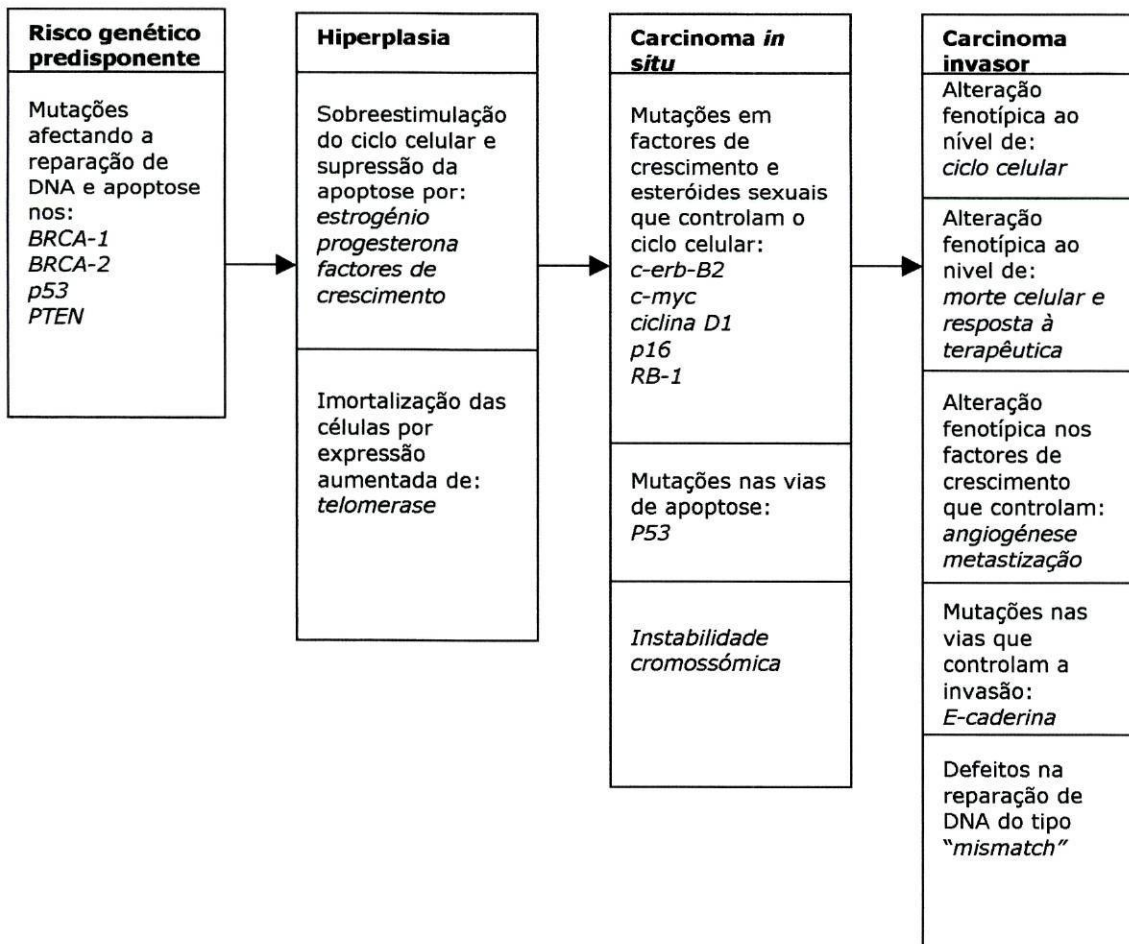 Risco genético
predisponente
Mutações
afectando a
reparação de
DNA e apoptose
nos:
BRCA-1
BRCA-2
p53
PTEN
Hiperplasia
Sobreestimulação
do ciclo celular e
supressão da
apoptose por:
estrogénio
progesterona
factores de
crescimento
Imortalização das
células por
expressão
aumentada de:
telomerase
Carcinoma in
situ
Mutações em
factores de
crescimento e
esteróides sexuais
que controlam o
ciclo celular:
c-erb-B2
c-myc
ciclina D1
p16
RB-1
Mutações nas vias
de apoptose:
P53
Instabilidade
cromossómica
Carcinoma
invasor
Alteração
fenotípica ao
nível de:
ciclo celular
Alteração
fenotípica ao
nivel de:
morte celular e
resposta à
terapêutica
Alteração
fenotípica nos
factores de
crescimento
que controlam:
angiogénese
metastização
Mutações nas
vias que
controlam a
invasão:
E-caderina
Defeitos na
reparação de
DNA do tipo
“mismatch”